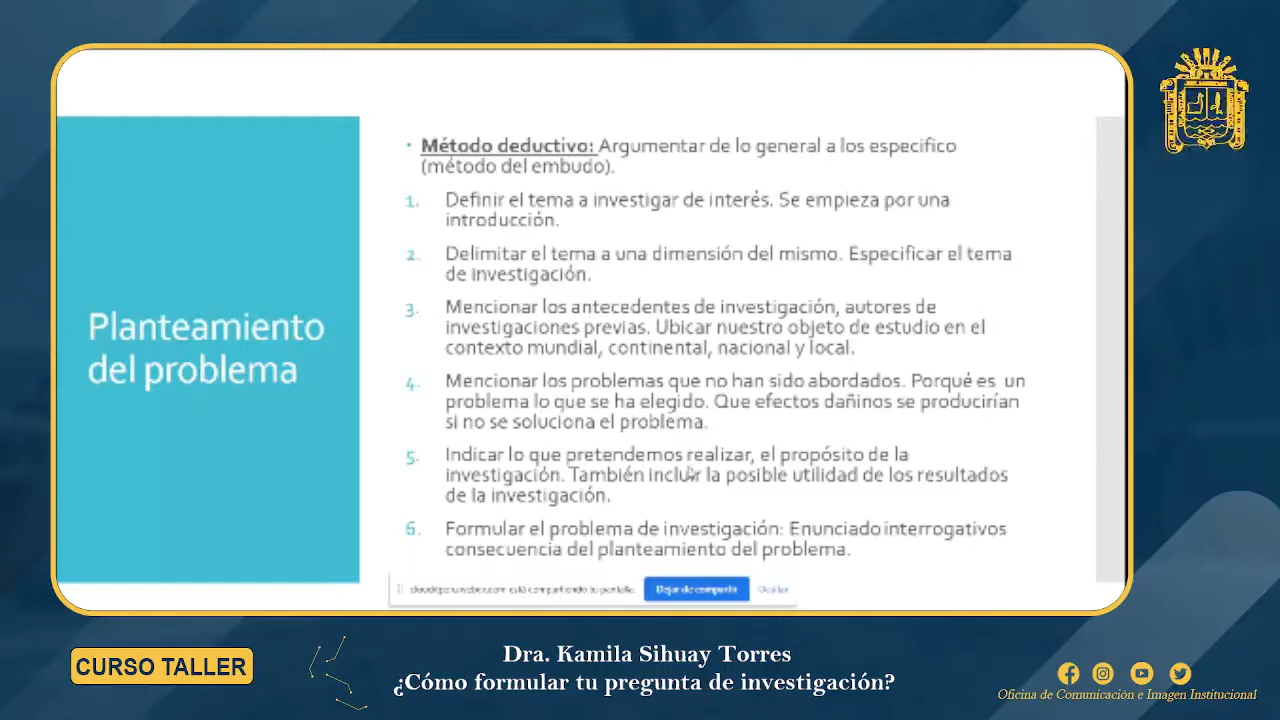 Planteamiento
del problema
• Método deductivo: Argumentar de lo general a los especifico
(método del embudo).
1. Definir el tema a investigar de interés. Se empieza por una
introducción.
2. Delimitar el tema a una dimensión del mismo. Especificar el tema
de investigación.
3. Mencionar los antecedentes de investigación, autores de
investigaciones previas. Ubicar nuestro objeto de estudio en el
contexto mundial, continental, nacional y local.
4. Mencionar los problemas que no han sido abordados. Porqué es un
problema lo que se ha elegido. Que efectos dañinos se producirían
si no se soluciona el problema.
5. Indicar lo que pretendemos realizar, el propósito de la
investigación. También incluir la posible utilidad de los resultados
de la investigación.
6. Formular el problema de investigación: Enunciado interrogativos
consecuencia del planteamiento del problema.
está compartiendo tu pantalla. Dejar de compartir Ocultar
CURSO TALLER
Dra. Kamila Sihuay Torres
¿Cómo formular tu pregunta de investigación?
Oficina de Comunicación e Imagen Institucional